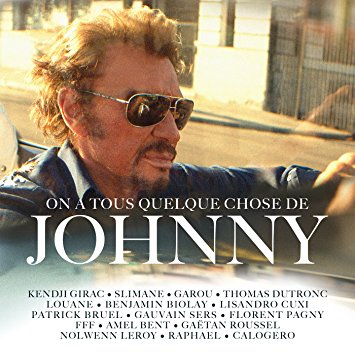 ON A TOUS QUELQUE CHOSE DE
JOHNNY
KENDJI GIRAC • SLIMANE • GAROU • THOMAS DUTRONC
LOUANE • BENJAMIN BIOLAY • LISANDRO CUXI
PATRICK BRUEL • GAUVAIN SERS • FLORENT PAGNY
FFF • AMEL BENT • GAËTAN ROUSSEL
NOLWENN LEROY • RAPHAEL • CALOGERO